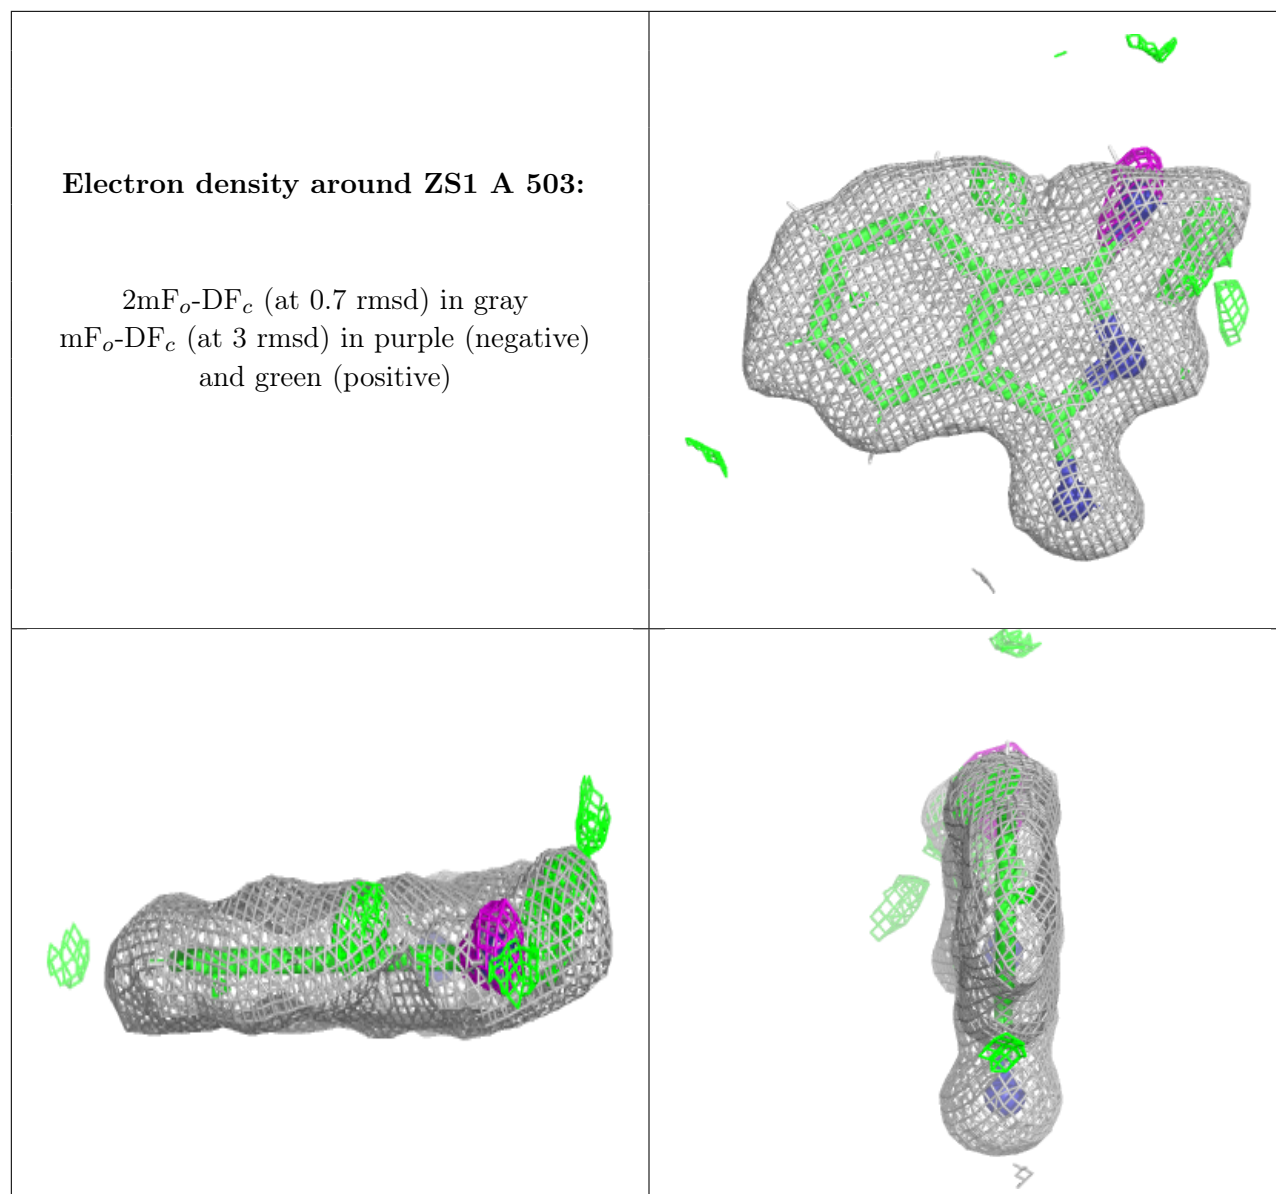 Electron density around ZS1 A 503:
2mFo-DFc (at 0.7 rmsd) in gray
mFo-DFc (at 3 rmsd) in purple (negative)
and green (positive)